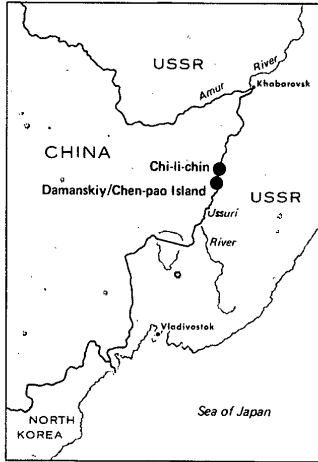 USSR
Amur River
Khabarovsk
CHINA
Chi-li-chin
Damanskiy/Chen-pao Island
USSR
Ussuri
River
Vladivostok
NORTH
KOREA
Sea of Japan